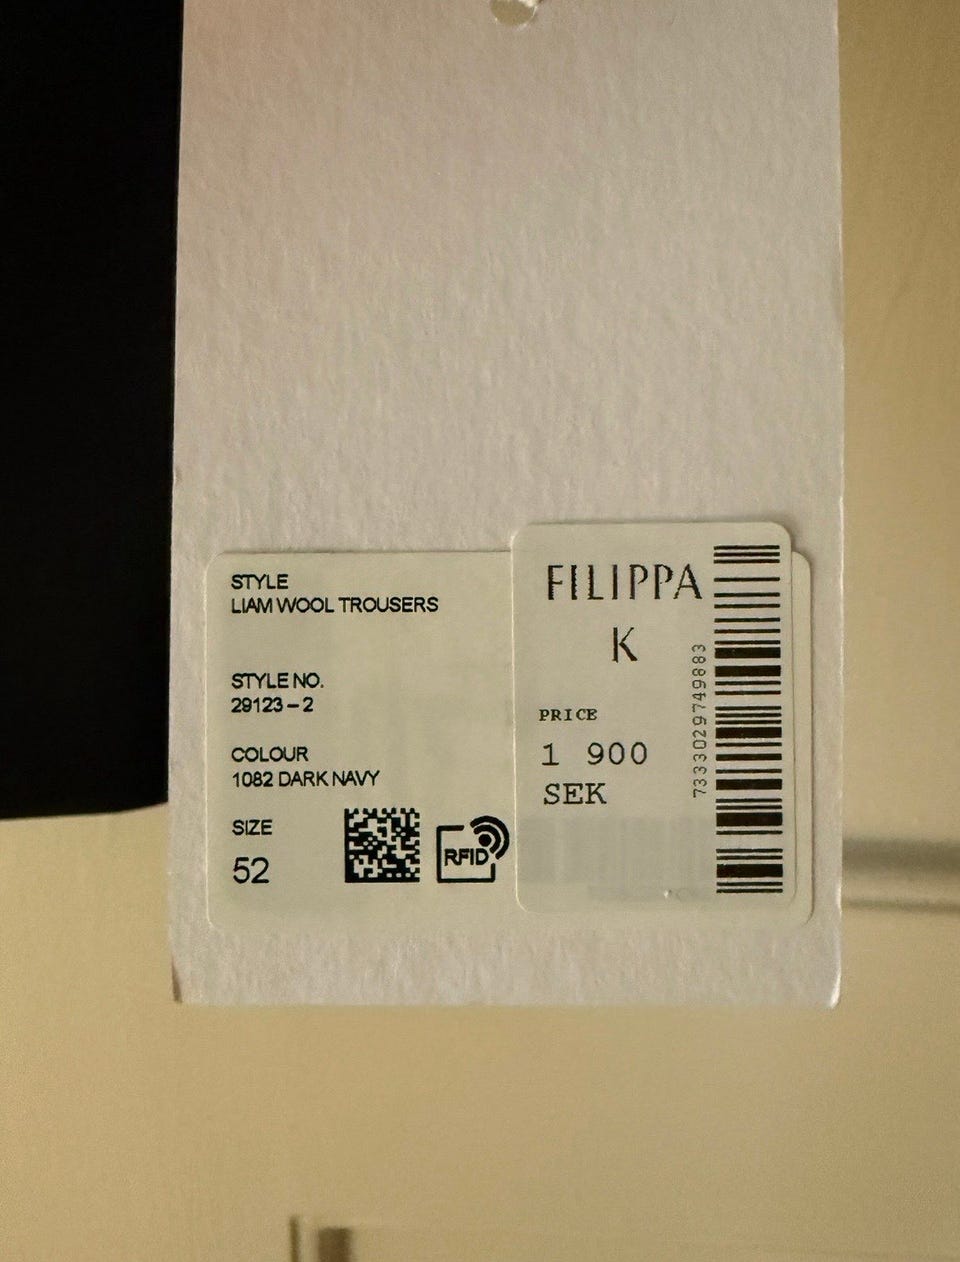 STYLE
LIAM WOOL TROUSERS
STYLE NO.
29123-2
COLOUR
1082 DARK NAVY
SIZE
52
RFID
FILIPPA
K
PRICE
1 900
SEK
7333029749883